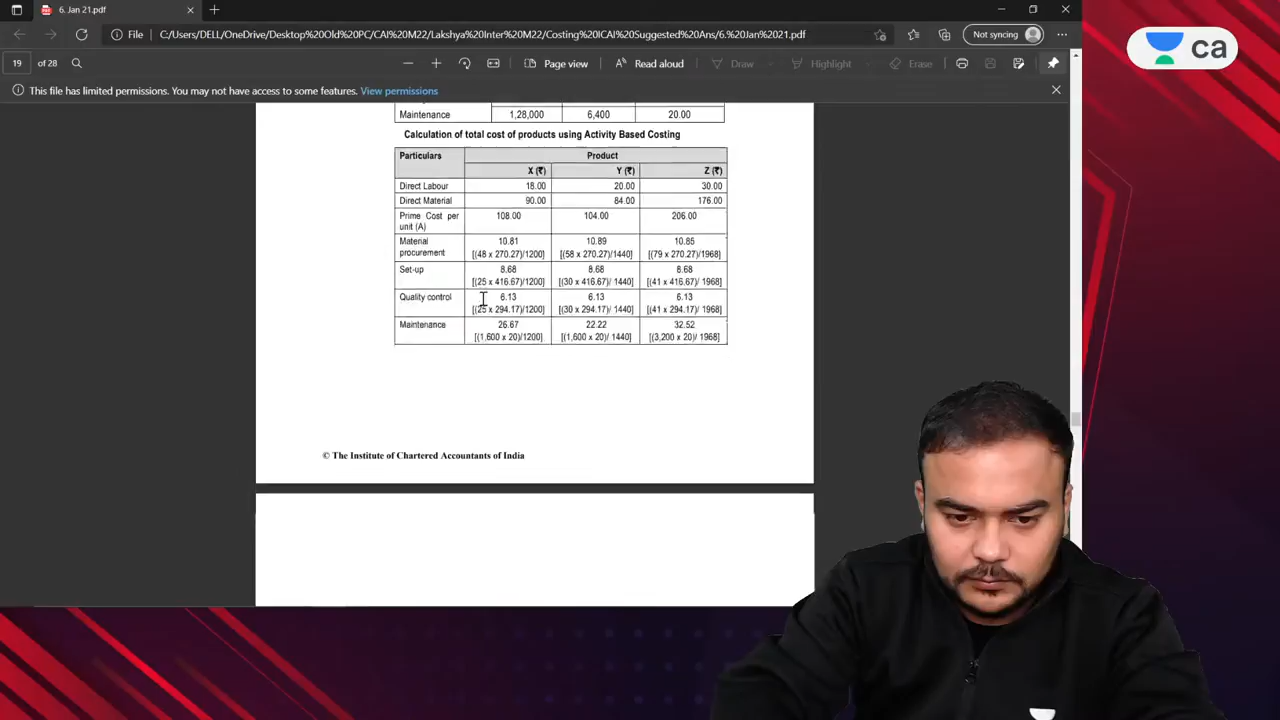 6. Jan 21.pdf
File C:/Users/DELL/OneDrive/Desktop%20Old%20PC/CAI%20M22/Lakshya%20Inter%20M22/Costing%20ICAI%20Suggested%20Ans/6.%20Jan%2021.pdf Not syncing
ca
19 of 28 Page view Read aloud Draw Highlight Erase
This file has limited permissions. You may not have access to some features. View permissions
Maintenance 1,28,000 6,400 20.00
Calculation of total cost of products using Activity Based Costing
Particulars Product
X (₹) Y (₹) Z (₹)
Direct Labour 18.00 20.00 30.00
Direct Material 90.00 84.00 176.00
Prime Cost per unit (A) 108.00 104.00 206.00
Material procurement 10.81 10.89 10.85
[(48 x 270.27)/1200] [(58 x 270.27)/1440] [(79 x 270.27)/1968]
Set-up 8.68 8.68 8.68
[(25 x 416.67)/1200] [(30 x 416.67)/ 1440] [(41 x 416.67)/ 1968]
Quality control 6.13 6.13 6.13
[(25 x 294.17)/1200] [(30 x 294.17)/ 1440] [(41 x 294.17)/ 1968]
Maintenance 26.67 22.22 32.52
[(1,600 x 20)/1200] [(1,600 x 20)/ 1440] [(3,200 x 20)/ 1968]
© The Institute of Chartered Accountants of India